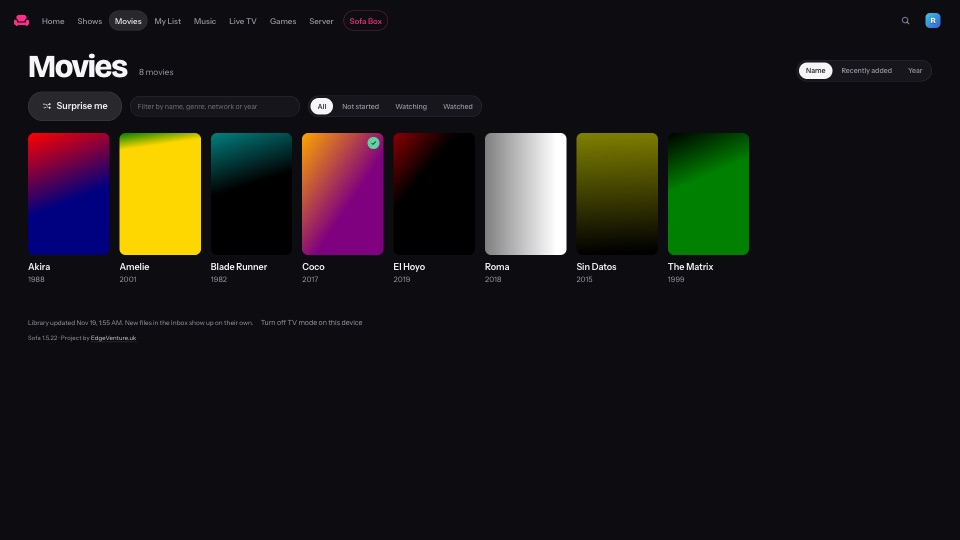 Home Shows Movies My List Music Live TV Games Server Sofa Box R
Movies 8 movies Name Recently added Year
Surprise me Filter by name, genre, network or year All Not started Watching Watched
Akira Amelie Blade Runner Coco El Hoyo Roma Sin Datos The Matrix
1988 2001 1982 2017 2019 2018 2015 1999
Library updated Nov 19, 1:55 AM. New files in the Inbox show up on their own. Turn off TV mode on this device
Sofa 1.5.22 · Project by EdgeVenture.uk